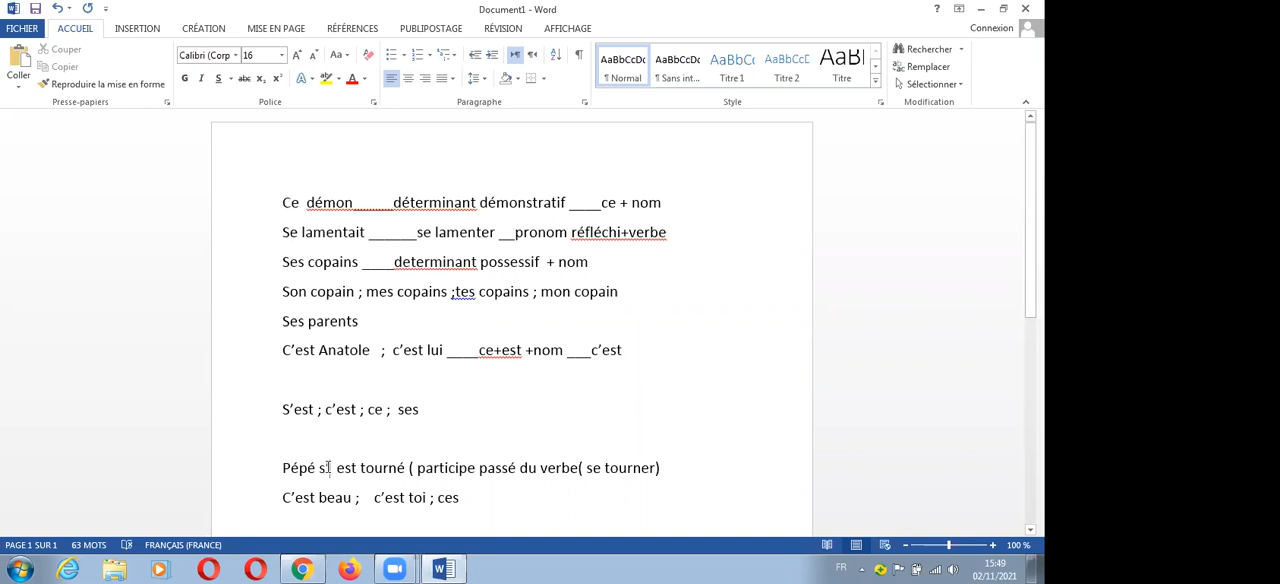 Document1 - Word
?
FICHIER ACCUEIL INSERTION CRÉATION MISE EN PAGE RÉFÉRENCES PUBLIPOSTAGE RÉVISION AFFICHAGE Connexion
Coller
Couper
Copier
Reproduire la mise en forme
Presse-papiers
Calibri (Corp 16
G I S abc X₂ X² A A
Police
Paragraphe
AaBbCcDc AaBbCcDc AaBbCc AaBbCcC AaB
¶ Normal ¶ Sans int... Titre 1 Titre 2 Titre
Style
Rechercher
Remplacer
Sélectionner
Modification
Ce démon_____déterminant démonstratif ____ce + nom
Se lamentait ______se lamenter __pronom réfléchi+verbe
Ses copains ____determinant possessif + nom
Son copain ; mes copains ;tes copains ; mon copain
Ses parents
C’est Anatole ; c’est lui ____ce+est +nom ___c’est
S’est ; c’est ; ce ; ses
Pépé s’ est tourné ( participe passé du verbe( se tourner)
C’est beau ; c’est toi ; ces
PAGE 1 SUR 1 63 MOTS FRANÇAIS (FRANCE) 100 %
FR 15:49
02/11/2021